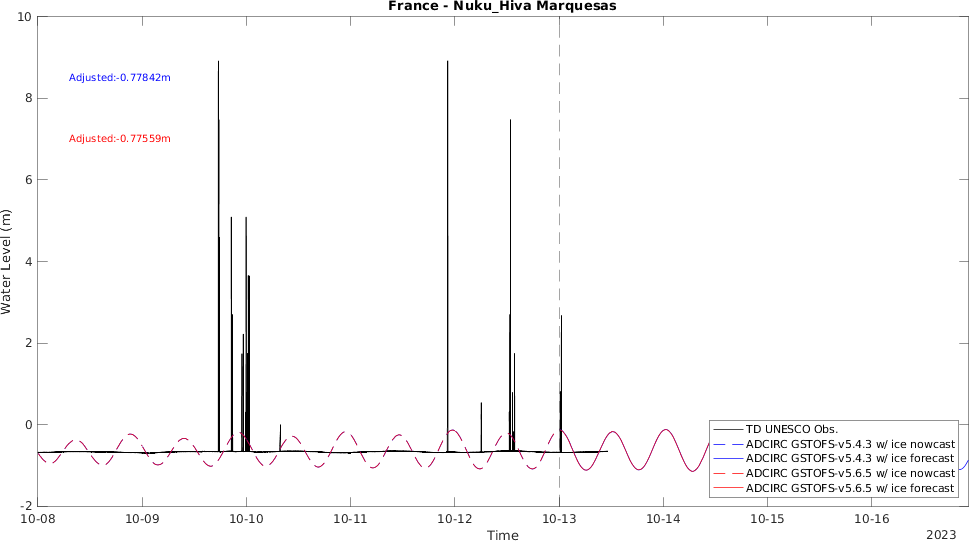 France - Nuku_Hiva Marquesas
10
8
6
4
2
0
-2
Water Level (m)
Adjusted:-0.77842m
Adjusted:-0.77559m
TD UNESCO Obs.
ADCIRC GSTOFS-v5.4.3 w/ ice nowcast
ADCIRC GSTOFS-v5.4.3 w/ ice forecast
ADCIRC GSTOFS-v5.6.5 w/ ice nowcast
ADCIRC GSTOFS-v5.6.5 w/ ice forecast
10-08 10-09 10-10 10-11 10-12 10-13 10-14 10-15 10-16
Time
2023